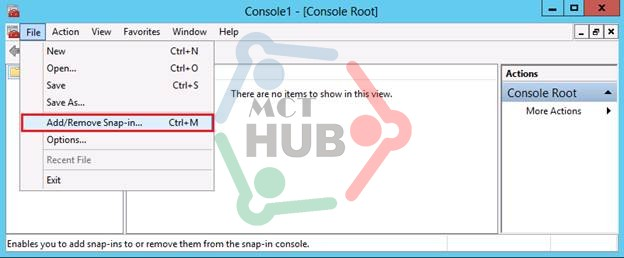 Console1 - [Console Root]
File Action View Favorites Window Help
New Ctrl+N
Open... Ctrl+O
Save Ctrl+S
Save As...
Add/Remove Snap-in... Ctrl+M
Options...
Recent File
Exit
There are no items to show in this view.
MCT
HUB
Actions
Console Root
More Actions
Enables you to add snap-ins to or remove them from the snap-in console.